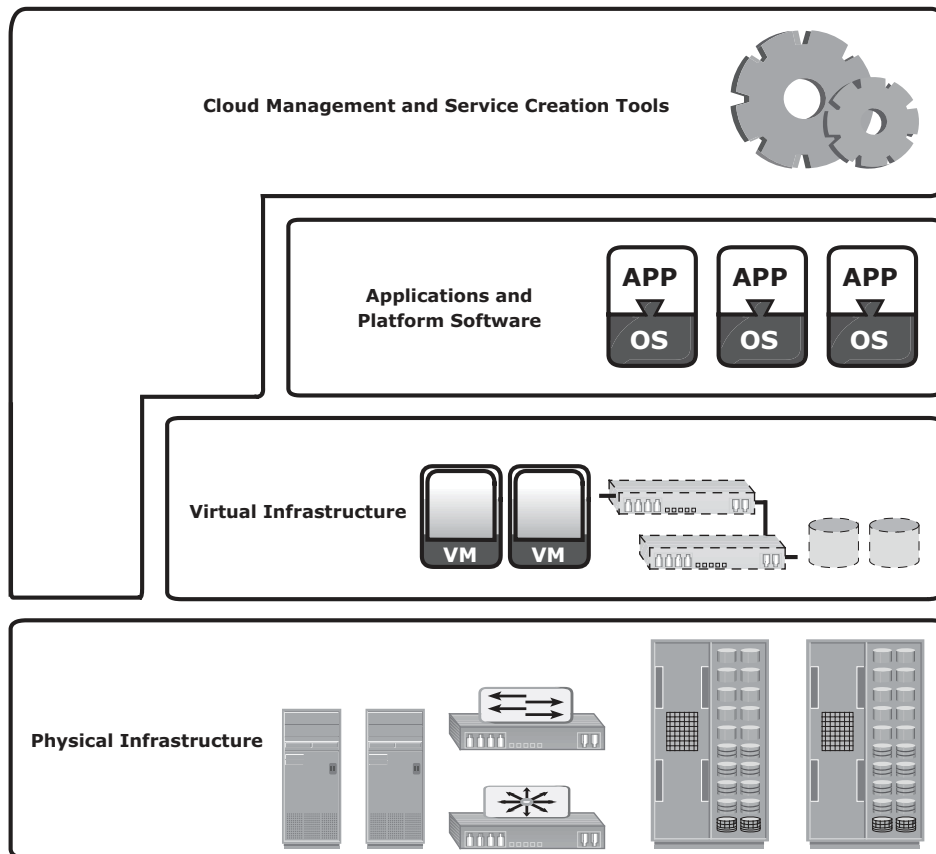 Cloud Management and Service Creation Tools
Applications and
Platform Software
APP
OS
APP
OS
APP
OS
Virtual Infrastructure
VM
VM
Physical Infrastructure